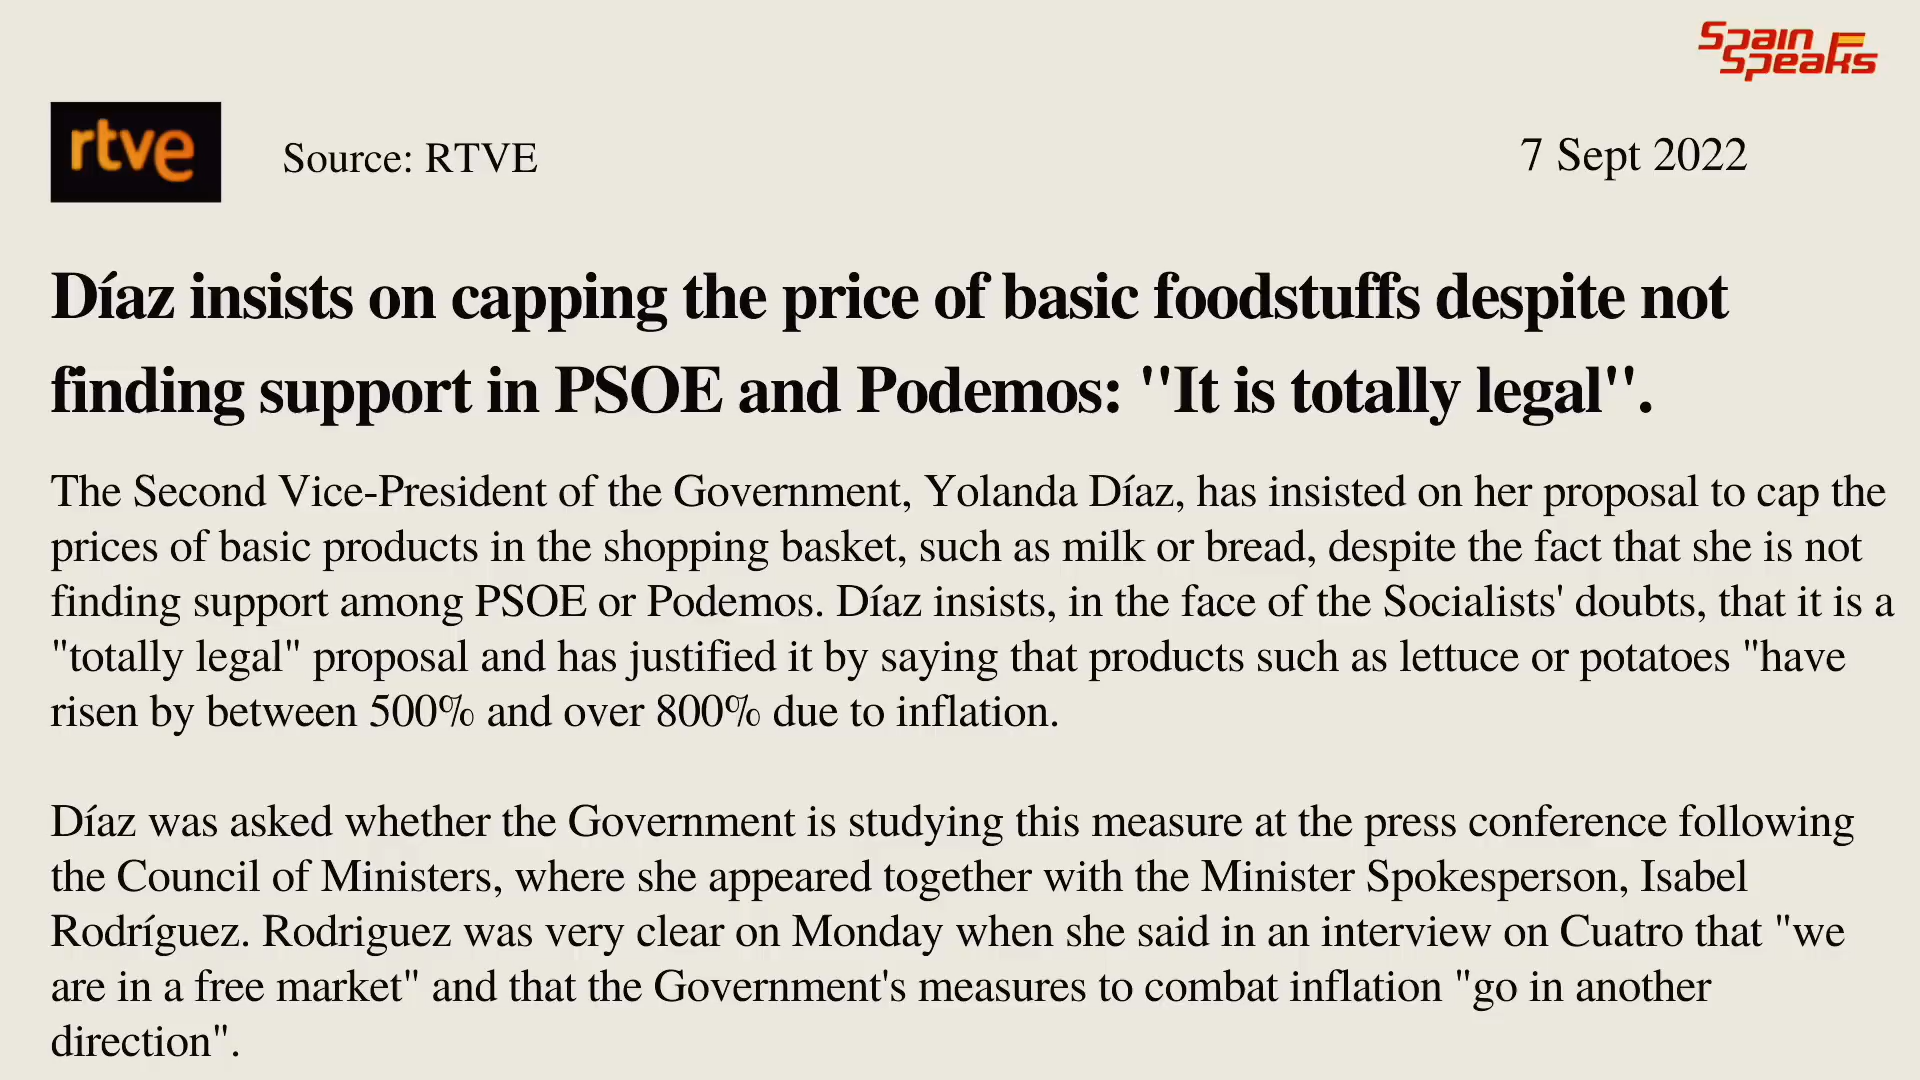 Spain
Speaks
rtve
Source: RTVE
7 Sept 2022
Díaz insists on capping the price of basic foodstuffs despite not
finding support in PSOE and Podemos: "It is totally legal".
The Second Vice-President of the Government, Yolanda Díaz, has insisted on her proposal to cap the
prices of basic products in the shopping basket, such as milk or bread, despite the fact that she is not
finding support among PSOE or Podemos. Díaz insists, in the face of the Socialists' doubts, that it is a
"totally legal" proposal and has justified it by saying that products such as lettuce or potatoes "have
risen by between 500% and over 800% due to inflation.
Díaz was asked whether the Government is studying this measure at the press conference following
the Council of Ministers, where she appeared together with the Minister Spokesperson, Isabel
Rodríguez. Rodriguez was very clear on Monday when she said in an interview on Cuatro that "we
are in a free market" and that the Government's measures to combat inflation "go in another
direction".